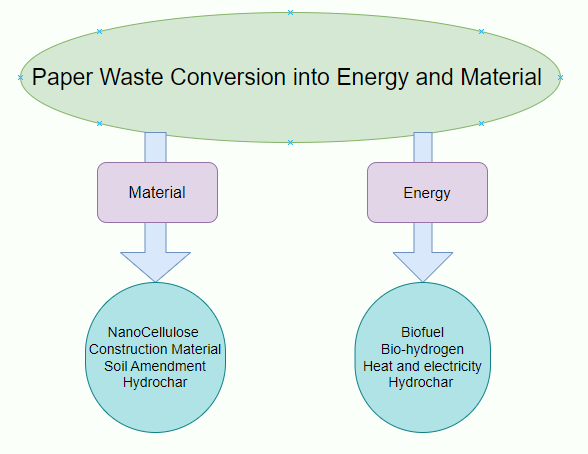 Paper Waste Conversion into Energy and Material
Material
Energy
NanoCellulose
Construction Material
Soil Amendment
Hydrochar
Biofuel
Bio-hydrogen
Heat and electricity
Hydrochar